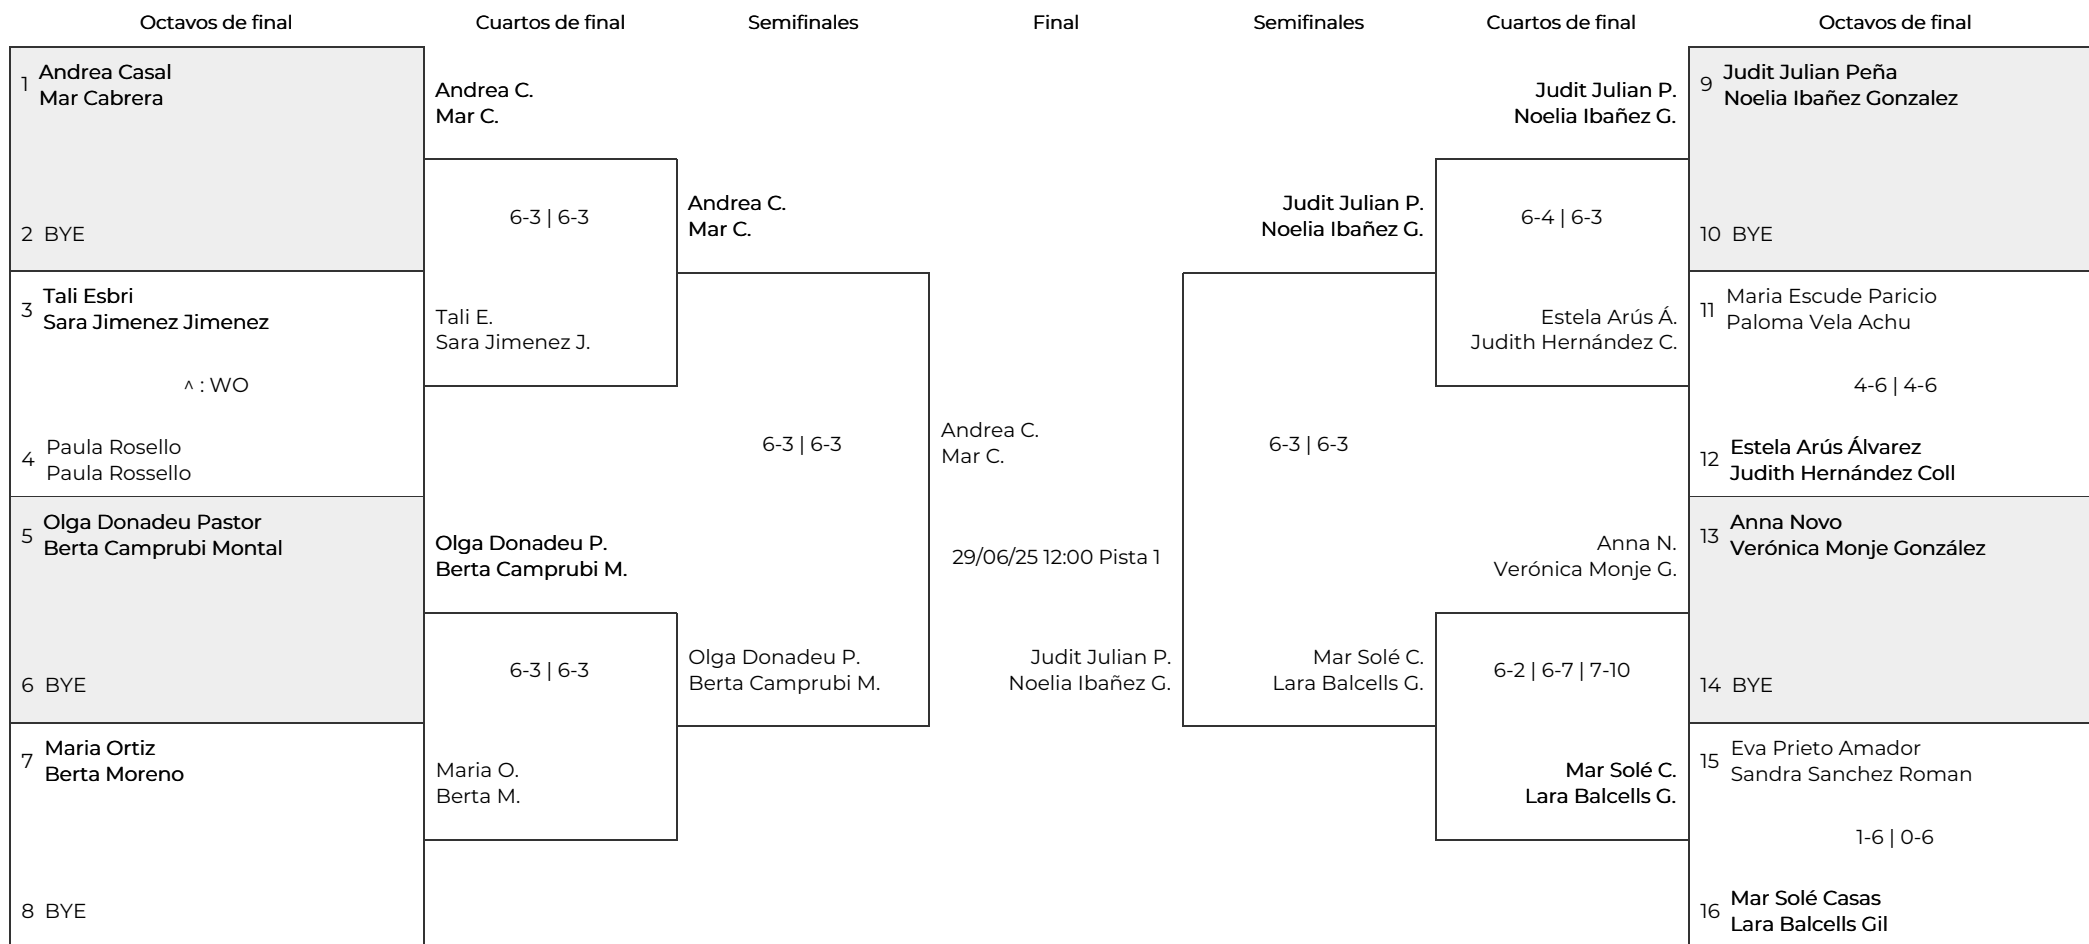 Octavos de final
Cuartos de final
Semifinales
Final
Semifinales
Cuartos de final
Octavos de final
1 Andrea Casal
Mar Cabrera
2 BYE
3 Tali Esbri
Sara Jimenez Jimenez
^ : WO
4 Paula Rosello
Paula Rossello
5 Olga Donadeu Pastor
Berta Camprubi Montal
6 BYE
7 Maria Ortiz
Berta Moreno
8 BYE
Andrea C.
Mar C.
6-3 | 6-3
Tali E.
Sara Jimenez J.
Olga Donadeu P.
Berta Camprubi M.
6-3 | 6-3
Maria O.
Berta M.
Andrea C.
Mar C.
6-3 | 6-3
Olga Donadeu P.
Berta Camprubi M.
Andrea C.
Mar C.
29/06/25 12:00 Pista 1
Judit Julian P.
Noelia Ibañez G.
Judit Julian P.
Noelia Ibañez G.
6-3 | 6-3
Mar Solé C.
Lara Balcells G.
Judit Julian P.
Noelia Ibañez G.
6-4 | 6-3
Estela Arús Á.
Judith Hernández C.
Anna N.
Verónica Monje G.
6-2 | 6-7 | 7-10
Mar Solé C.
Lara Balcells G.
9 Judit Julian Peña
Noelia Ibañez Gonzalez
10 BYE
11 Maria Escude Paricio
Paloma Vela Achu
4-6 | 4-6
12 Estela Arús Álvarez
Judith Hernández Coll
13 Anna Novo
Verónica Monje González
14 BYE
15 Eva Prieto Amador
Sandra Sanchez Roman
1-6 | 0-6
16 Mar Solé Casas
Lara Balcells Gil